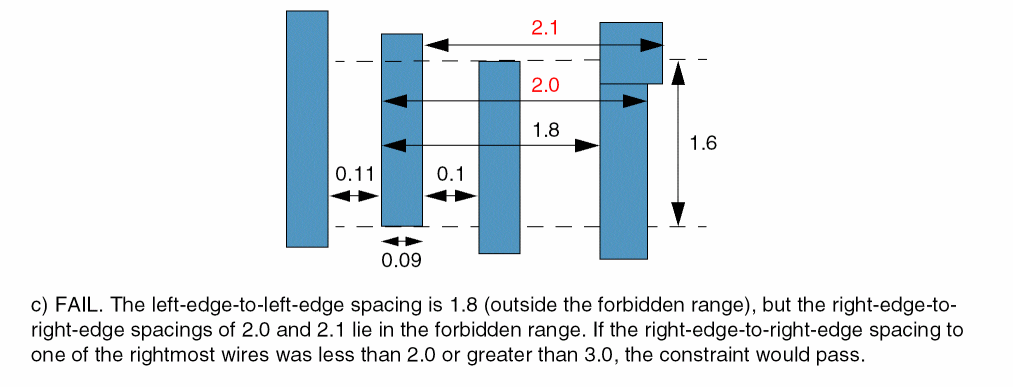 2.1
2.0
1.8
1.6
0.11
0.1
0.09
c) FAIL. The left-edge-to-left-edge spacing is 1.8 (outside the forbidden range), but the right-edge-to-
right-edge spacings of 2.0 and 2.1 lie in the forbidden range. If the right-edge-to-right-edge spacing to
one of the rightmost wires was less than 2.0 or greater than 3.0, the constraint would pass.